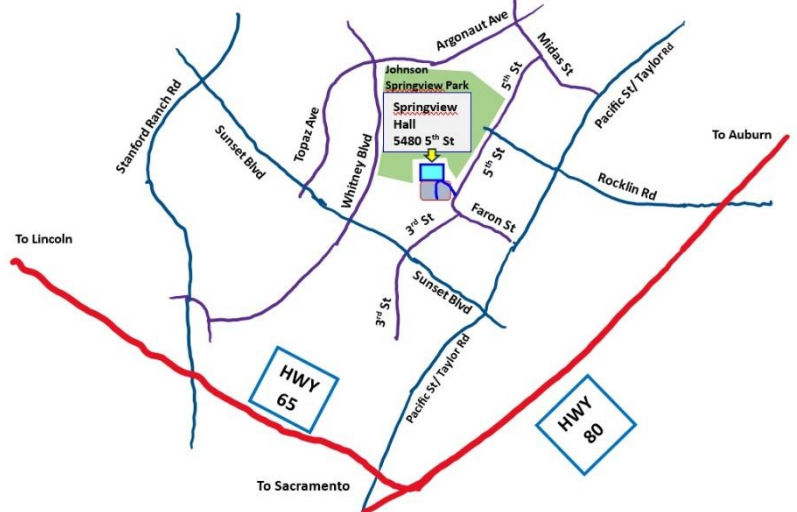 Argonaut Ave
Midas St
Pacific St/ Taylor Rd
Stanford Ranch Rd
Johnson
Springview Park
5th St
Springview
Hall
5480 5th St
To Auburn
Topaz Ave
Sunset Blvd
Whitney Blvd
5th St
Rocklin Rd
3rd St
Faron St
To Lincoln
Sunset Blvd
3rd St
Pacific St/ Taylor Rd
HWY
65
HWY
80
To Sacramento